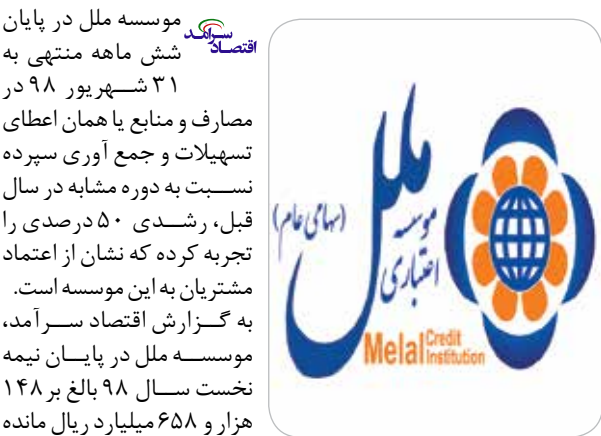 اقتصاد سرآمد
موسسه ملل در پایان
شش ماهه منتهی به
۳۱ شهریور ۹۸ در
مصارف و منابع یا همان اعطای
تسهیلات و جمع آوری سپرده
نسبت به دوره مشابه در سال
قبل، رشدی ۵۰ درصدی را
تجربه کرده که نشان از اعتماد
مشتریان به این موسسه است.
به گزارش اقتصاد سرآمد،
موسسه ملل در پایان نیمه
نخست سال ۹۸ بالغ بر ۱۴۸
هزار و ۶۵۸ میلیارد ریال مانده
ملل
موسسه
اعتباری
(سهامی عام)
Melal Credit
Institution